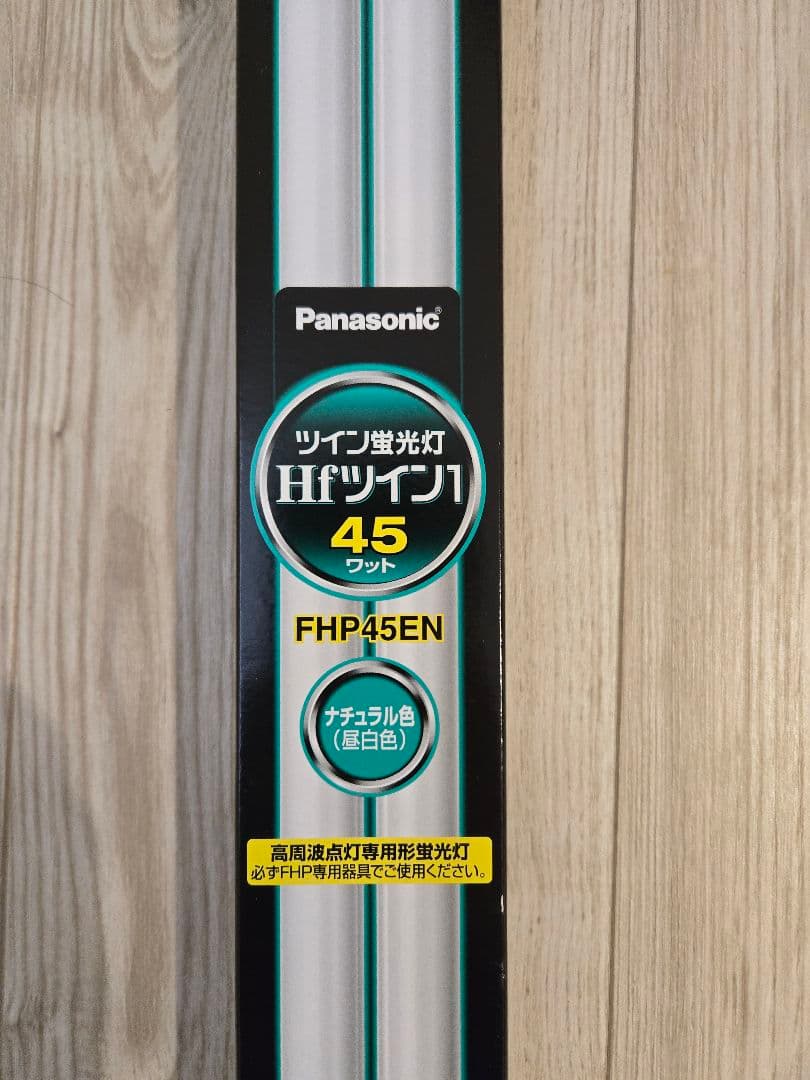 Panasonic®
ツイン蛍光灯
Hfツイン1
45
ワット
FHP45EN
ナチュラル色
(昼白色)
高周波点灯専用形蛍光灯
必ずFHP専用器具でご使用ください。